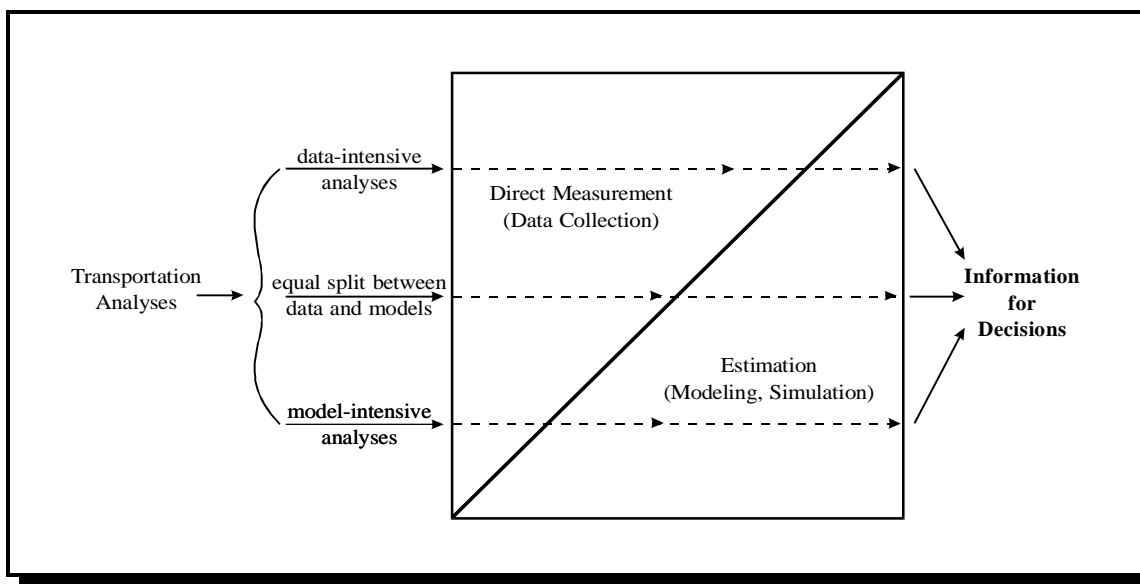 Transportation
Analyses
data-intensive
analyses
equal split between
data and models
model-intensive
analyses
Direct Measurement
(Data Collection)
Estimation
(Modeling, Simulation)
Information
for
Decisions